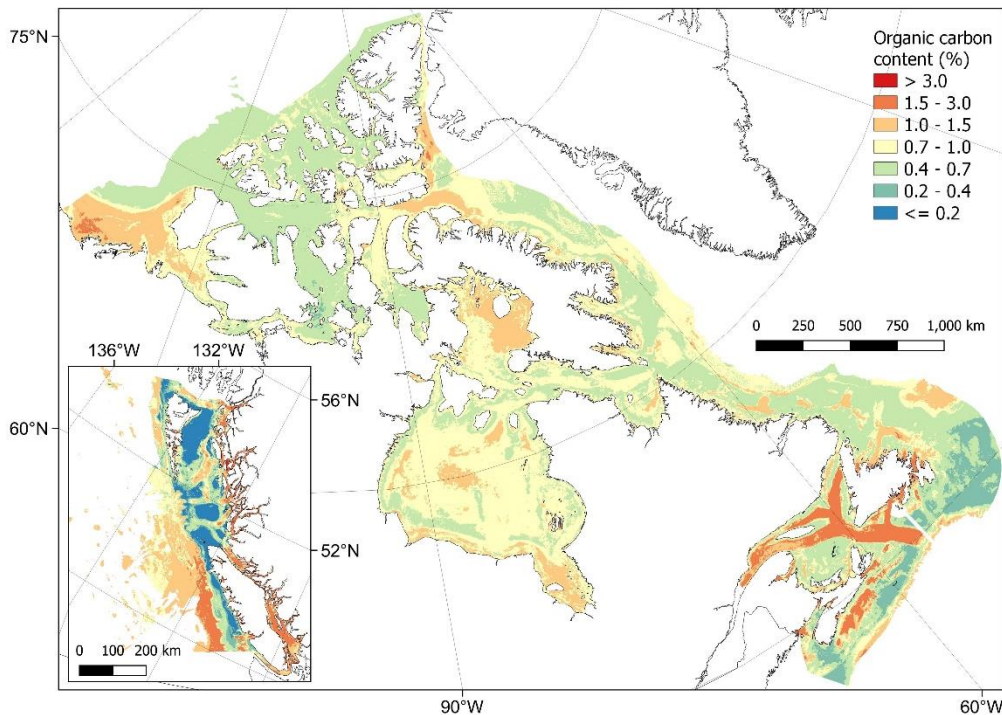 75°N
Organic carbon
content (%)
> 3.0
1.5 - 3.0
1.0 - 1.5
0.7 - 1.0
0.4 - 0.7
0.2 - 0.4
<= 0.2
0 250 500 750 1,000 km
136°W 132°W
56°N
60°N
52°N
0 100 200 km
90°W 60°W